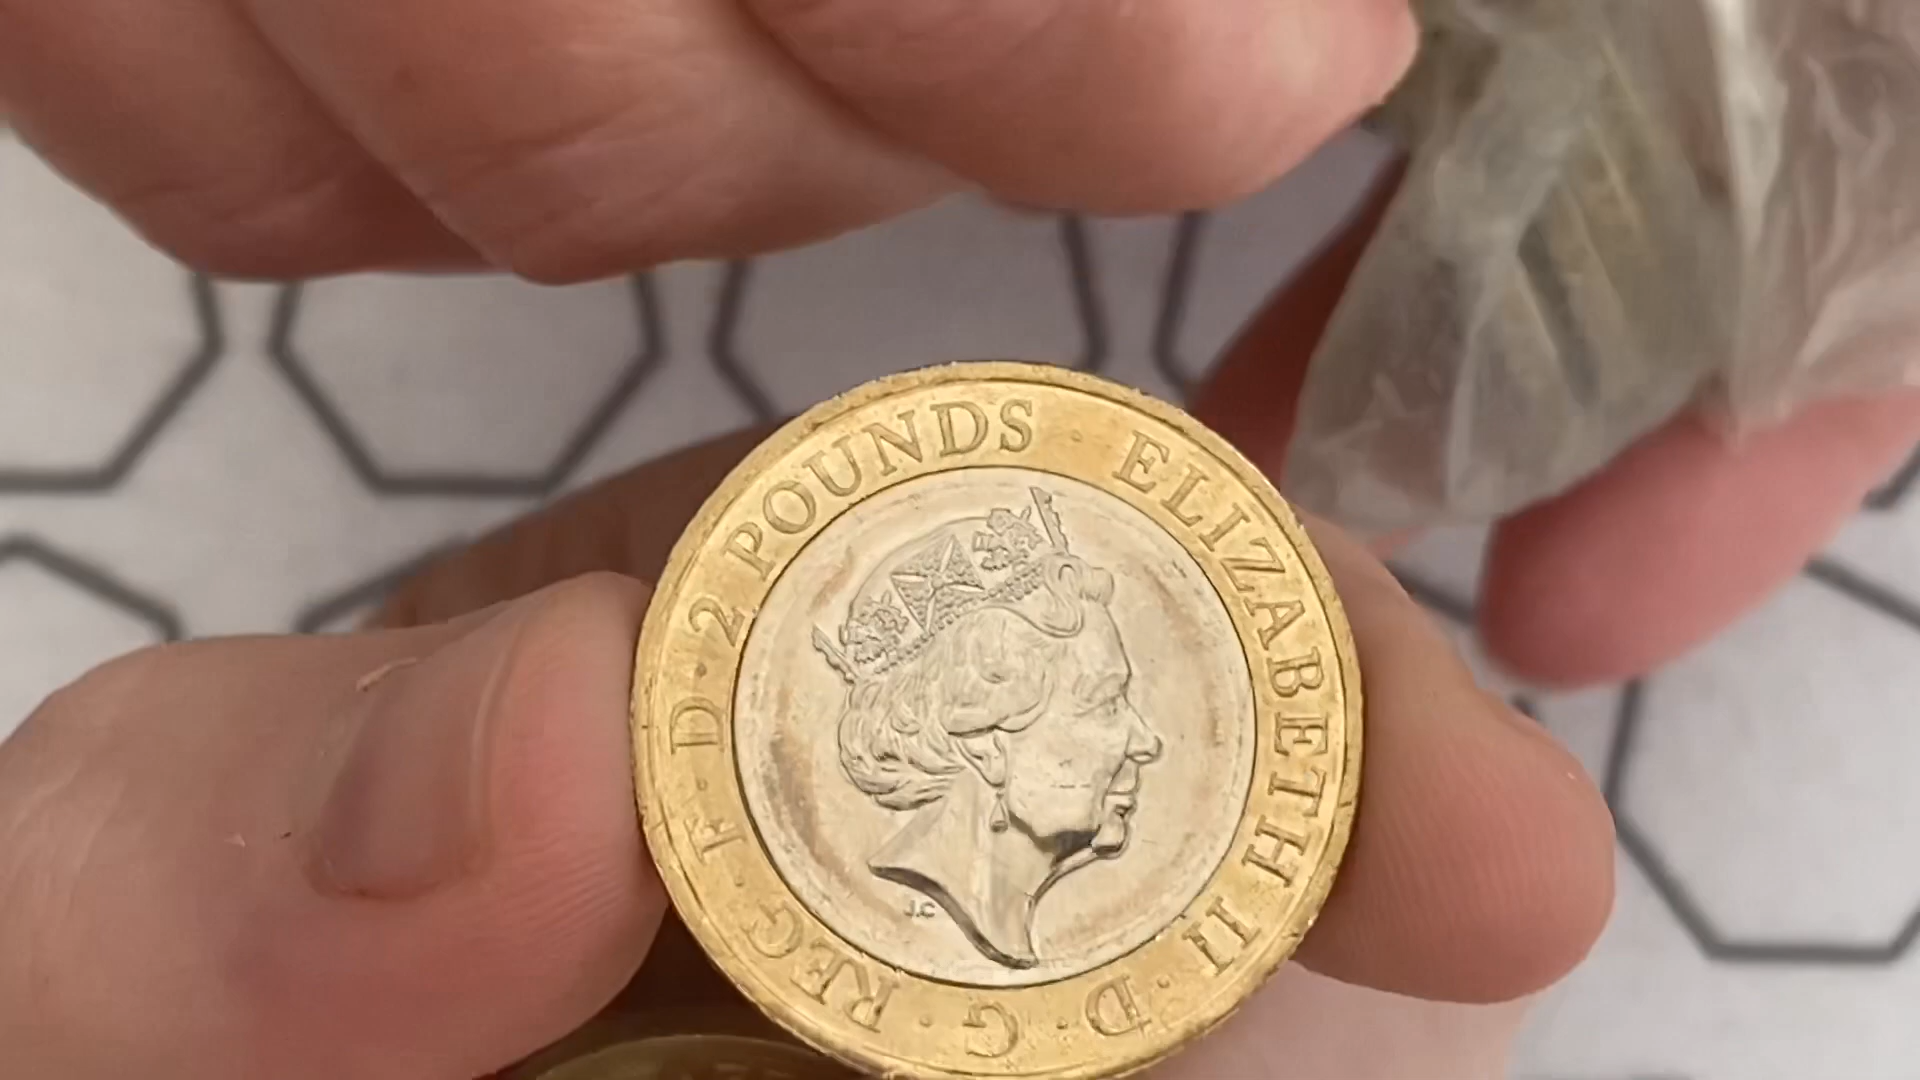 ELIZABETH II · D · G · REG · F · D · 2 POUNDS ·
J.C